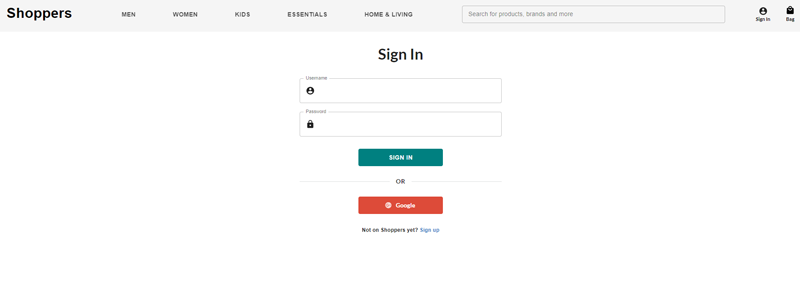 Shoppers MEN WOMEN KIDS ESSENTIALS HOME & LIVING Search for products, brands and more Sign In Bag
Sign In
Username
Password
SIGN IN
OR
Google
Not on Shoppers yet? Sign up